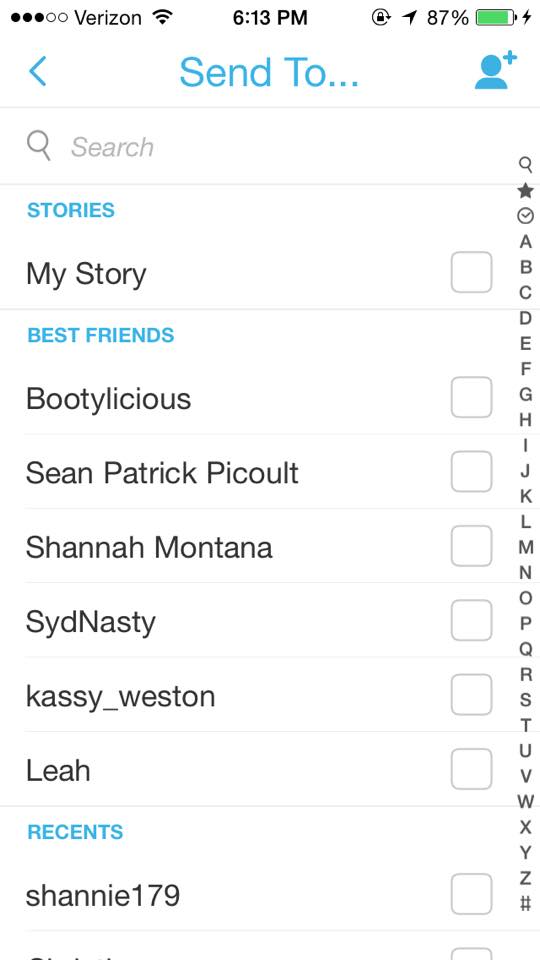 Verizon 6:13 PM 87%
Send To...
Search
STORIES
My Story
BEST FRIENDS
Bootylicious
Sean Patrick Picoult
Shannah Montana
SydNasty
kassy_weston
Leah
RECENTS
shannie179
A
B
C
D
E
F
G
H
I
J
K
L
M
N
O
P
Q
R
S
T
U
V
W
X
Y
Z
#